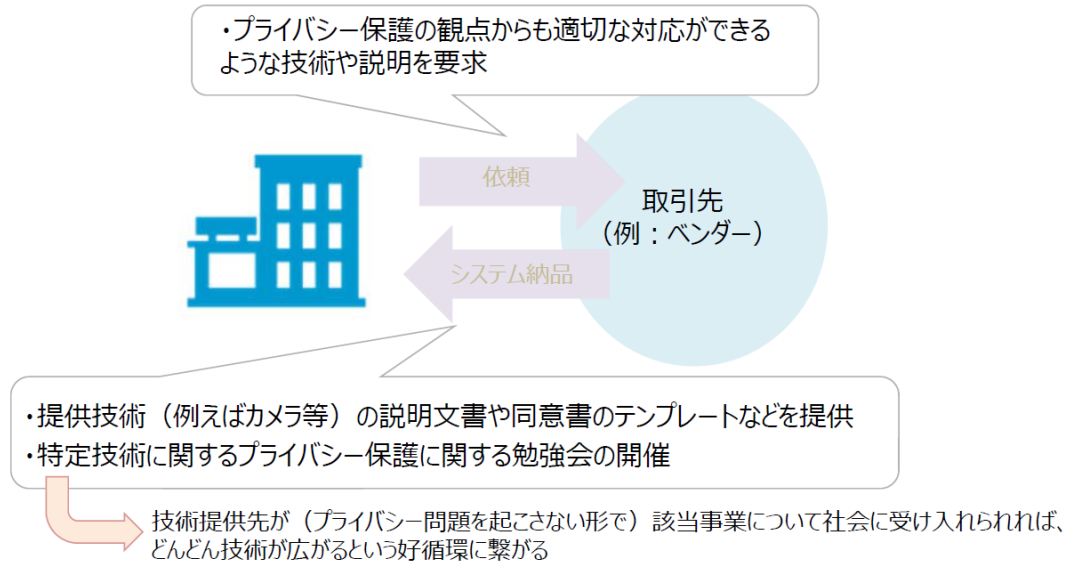 ・プライバシー保護の観点からも適切な対応ができる
ような技術や説明を要求
依頼
取引先
（例：ベンダー）
システム納品
・提供技術（例えばカメラ等）の説明文書や同意書のテンプレートなどを提供
・特定技術に関するプライバシー保護に関する勉強会の開催
技術提供先が（プライバシー問題を起こさない形で）該当事業について社会に受け入れられれば、
どんどん技術が広がるという好循環に繋がる